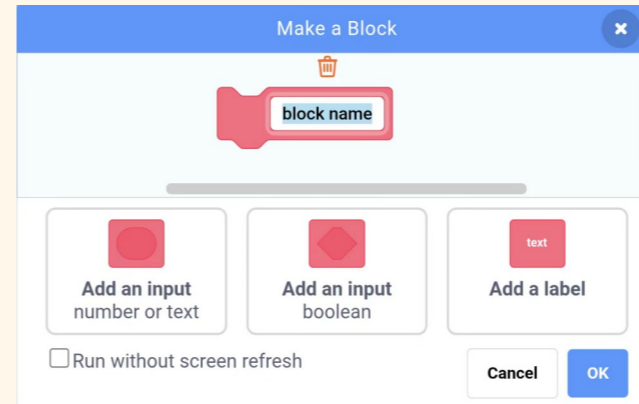 Make a Block
block name
text
Add an input
number or text
Add an input
boolean
Add a label
Run without screen refresh
Cancel
OK